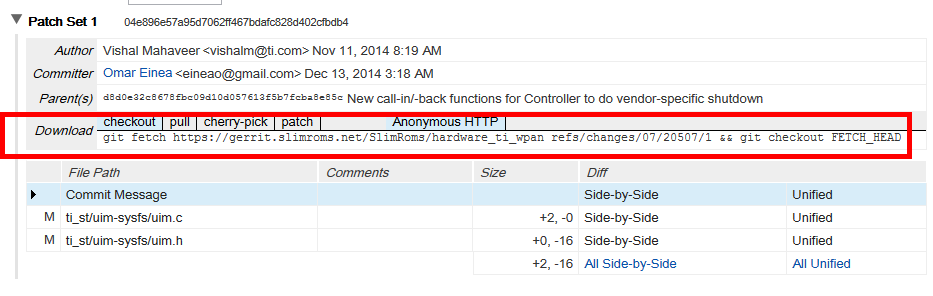 Patch Set 1 04e896e57a95d7062ff467bdafc828d402cfbdb4
Author Vishal Mahaveer <vishalm@ti.com> Nov 11, 2014 8:19 AM
Committer Omar Einea <eineao@gmail.com> Dec 13, 2014 3:18 AM
Parent(s) d8d0e32c8678fbc09d10d057613f5b7fcba8e85c New call-in/-back functions for Controller to do vendor-specific shutdown
Download checkout pull cherry-pick patch Anonymous HTTP
git fetch https://gerrit.slimroms.net/SlimRoms/hardware_ti_wpan refs/changes/07/20507/1 && git checkout FETCH_HEAD
File Path Comments Size Diff
Commit Message Side-by-Side Unified
M ti_st/uim-sysfs/uim.c +2, -0 Side-by-Side Unified
M ti_st/uim-sysfs/uim.h +0, -16 Side-by-Side Unified
+2, -16 All Side-by-Side All Unified